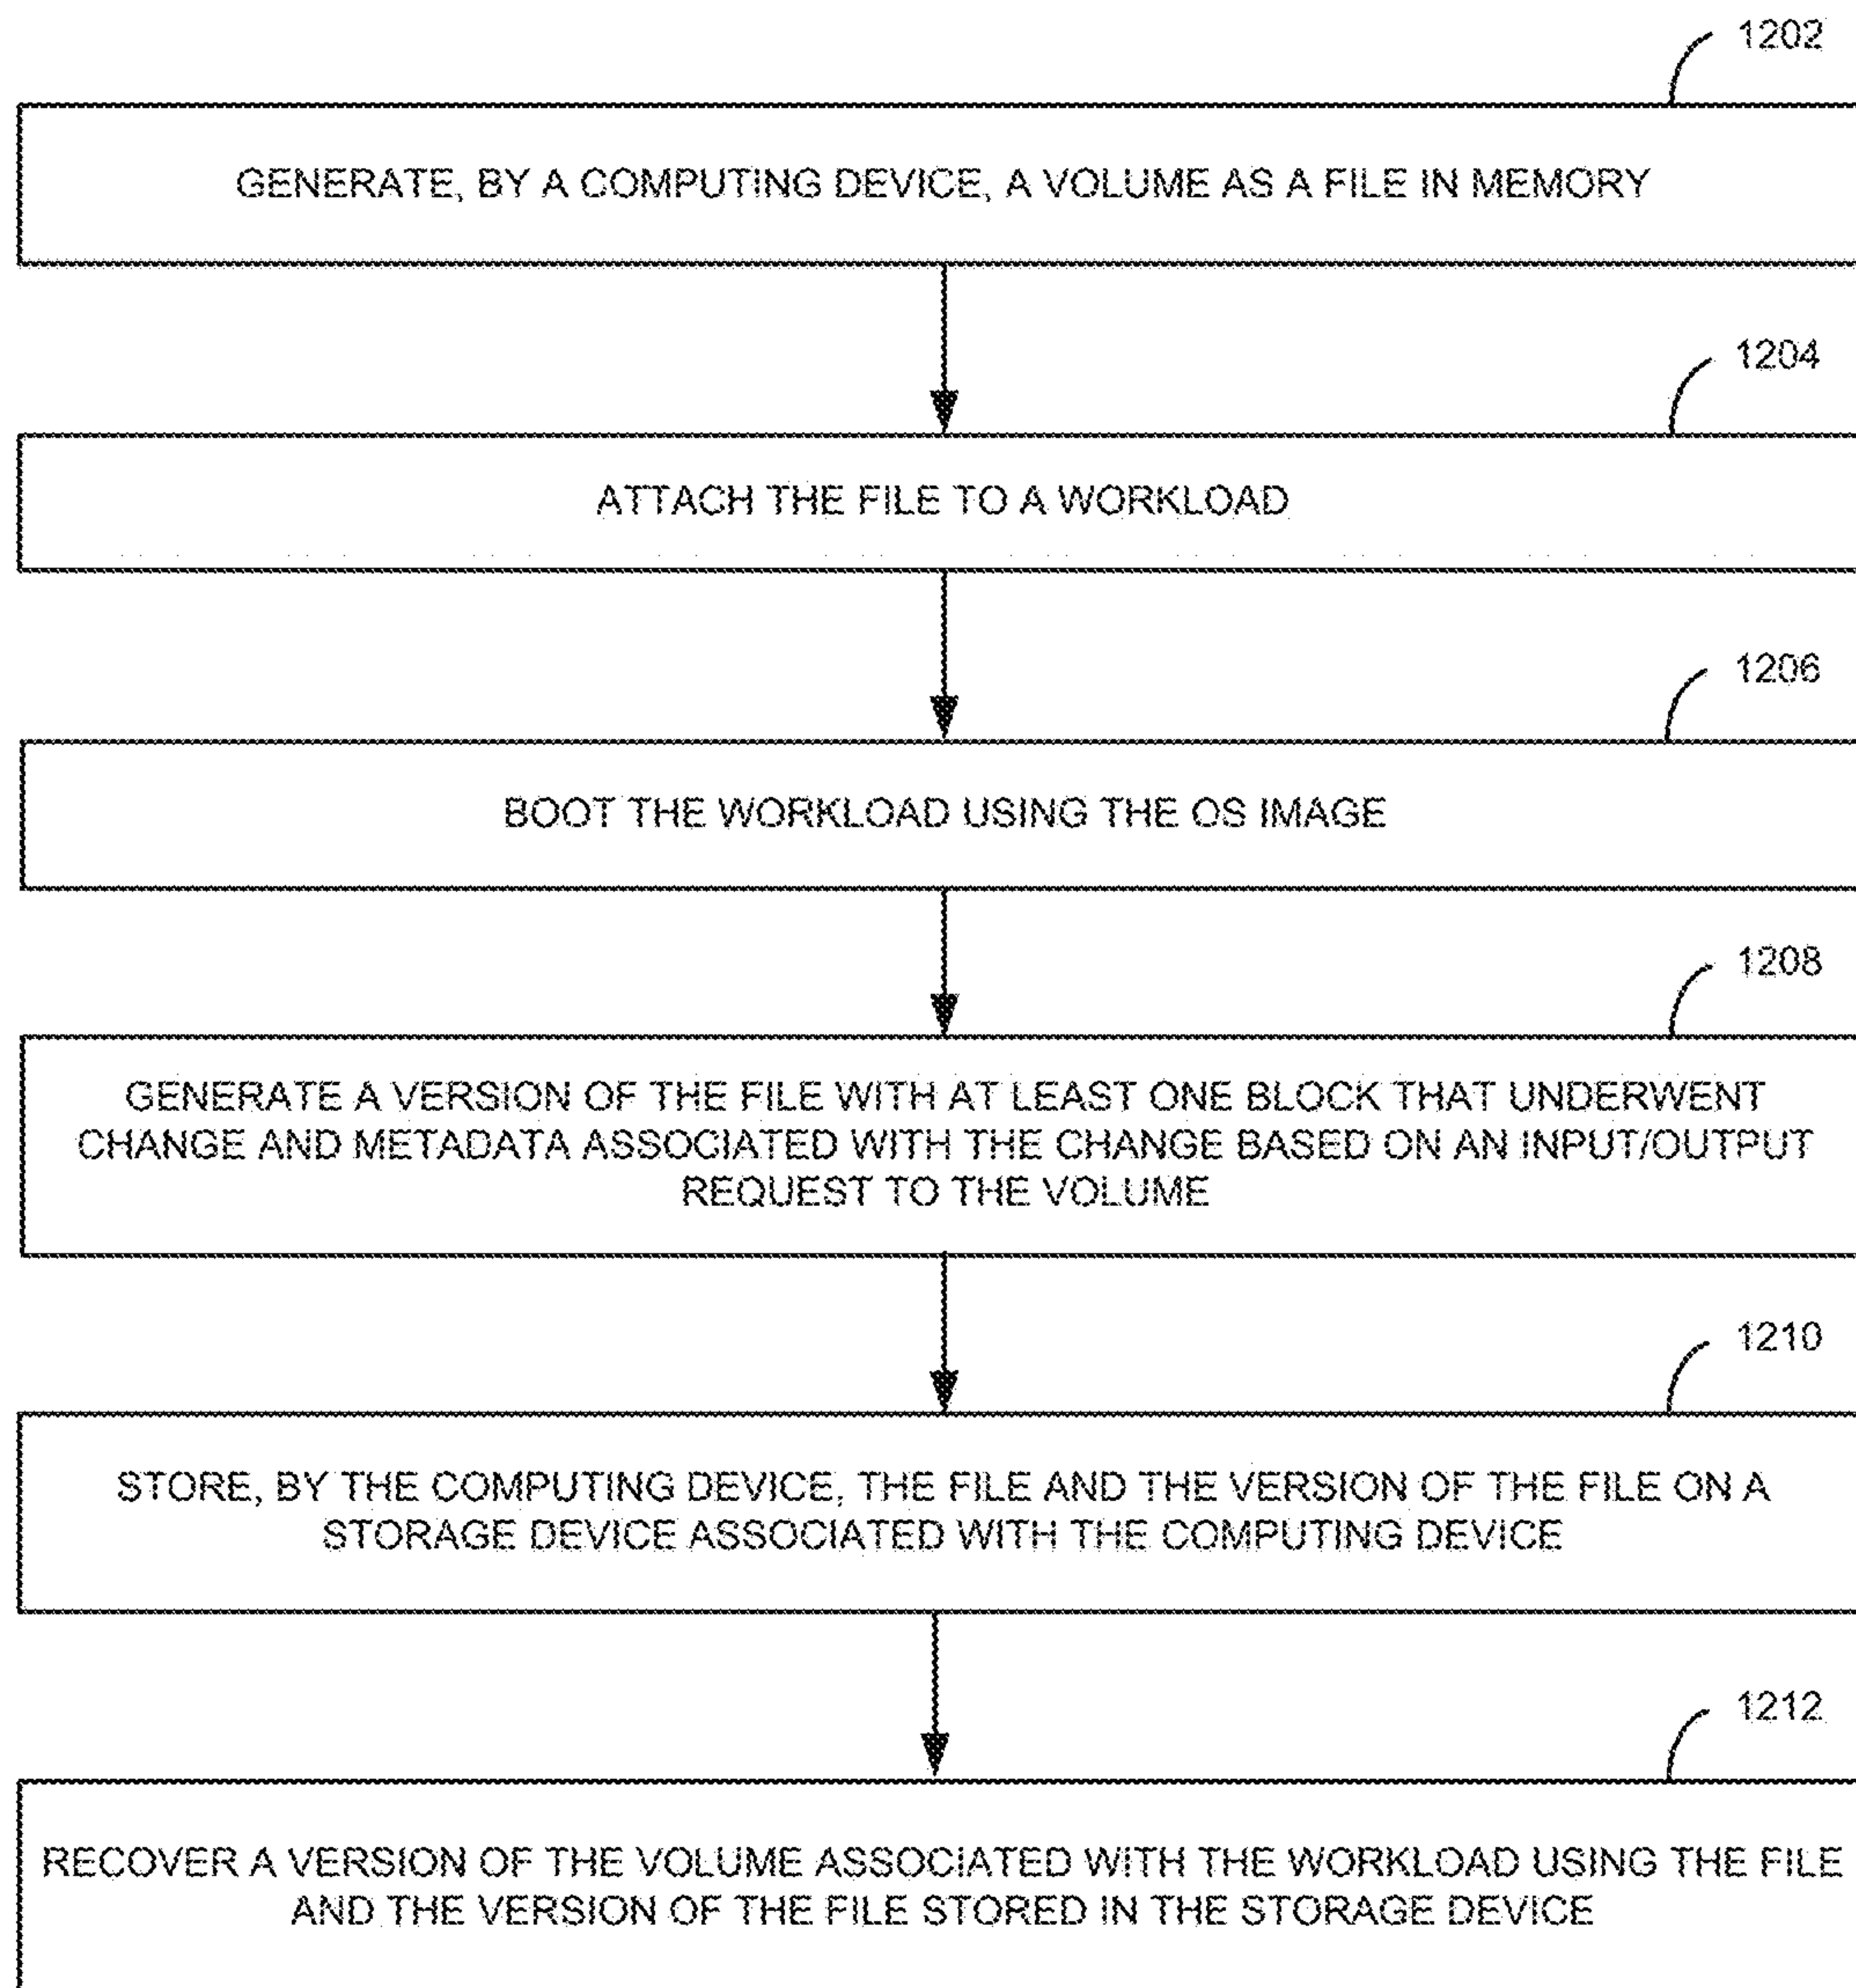 1202
GENERATE, BY A COMPUTING DEVICE, A VOLUME AS A FILE IN MEMORY
1204
ATTACH THE FILE TO A WORKLOAD
1206
BOOT THE WORKLOAD USING THE OS IMAGE
1208
GENERATE A VERSION OF THE FILE WITH AT LEAST ONE BLOCK THAT UNDERWENT
CHANGE AND METADATA ASSOCIATED WITH THE CHANGE BASED ON AN INPUT/OUTPUT
REQUEST TO THE VOLUME
1210
STORE, BY THE COMPUTING DEVICE, THE FILE AND THE VERSION OF THE FILE ON A
STORAGE DEVICE ASSOCIATED WITH THE COMPUTING DEVICE
1212
RECOVER A VERSION OF THE VOLUME ASSOCIATED WITH THE WORKLOAD USING THE FILE
AND THE VERSION OF THE FILE STORED IN THE STORAGE DEVICE